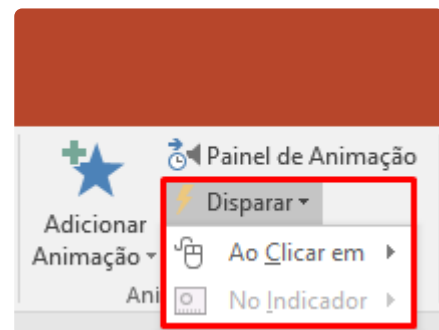 Painel de Animação
Disparar
Adicionar
Animação
Ao Clicar em
No Indicador
Ani